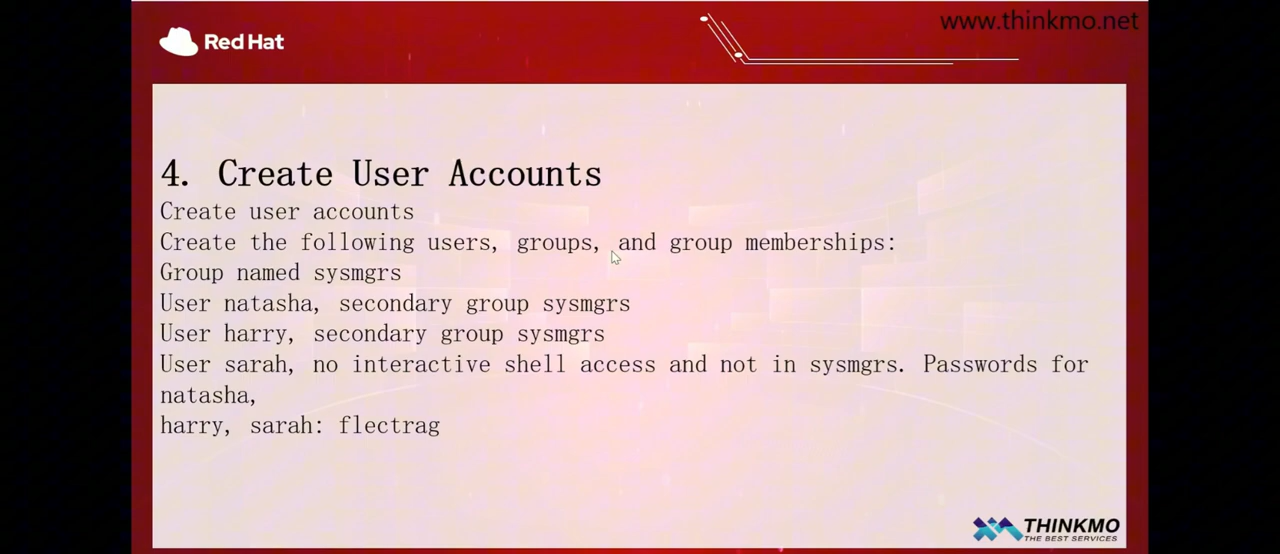 www.thinkmo.net
Red Hat
4. Create User Accounts
Create user accounts
Create the following users, groups, and group memberships:
Group named sysmgrs
User natasha, secondary group sysmgrs
User harry, secondary group sysmgrs
User sarah, no interactive shell access and not in sysmgrs. Passwords for
natasha,
harry, sarah: flectrag
THINKMO
THE BEST SERVICES